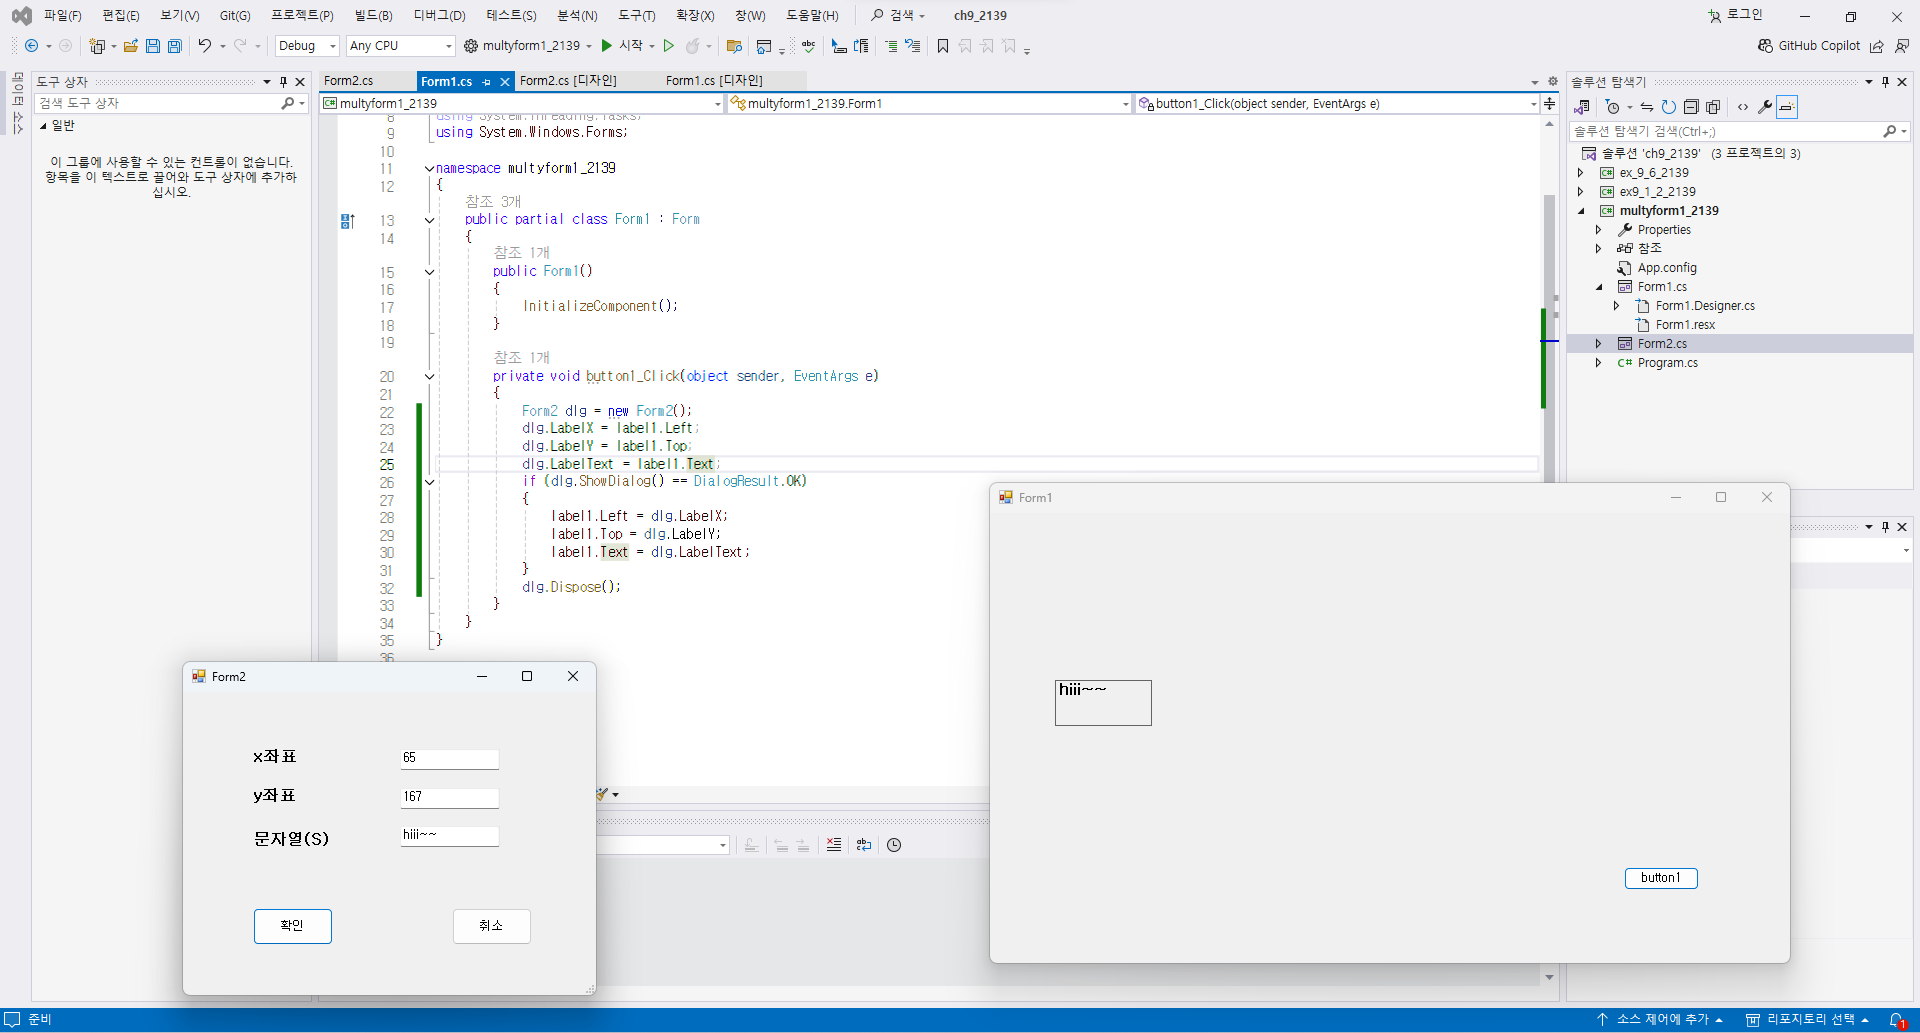 파일(F) 편집(E) 보기(V) Git(G) 프로젝트(P) 빌드(B) 디버그(D) 테스트(S) 분석(N) 도구(T) 확장(X) 창(W) 도움말(H) 검색 ch9_2139 로그인
Debug Any CPU multyform1_2139 시작 GitHub Copilot
도구 상자
검색 도구 상자
일반
이 그룹에 사용할 수 있는 컨트롤이 없습니다.
항목을 이 텍스트로 끌어와 도구 상자에 추가하
십시오.
Form2.cs Form1.cs Form2.cs [디자인] Form1.cs [디자인]
multyform1_2139 multyform1_2139.Form1 button1_Click(object sender, EventArgs e)
8 using System.Threading.Tasks;
9 using System.Windows.Forms;
10
11 namespace multyform1_2139
12 {
참조 3개
13 public partial class Form1 : Form
14 {
참조 1개
15 public Form1()
16 {
17 InitializeComponent();
18 }
19
참조 1개
20 private void button1_Click(object sender, EventArgs e)
21 {
22 Form2 dlg = new Form2();
23 dlg.LabelX = label1.Left;
24 dlg.LabelY = label1.Top;
25 dlg.LabelText = label1.Text;
26 if (dlg.ShowDialog() == DialogResult.OK)
27 {
28 label1.Left = dlg.LabelX;
29 label1.Top = dlg.LabelY;
30 label1.Text = dlg.LabelText;
31 }
32 dlg.Dispose();
33 }
34 }
35 }
36
솔루션 탐색기
솔루션 탐색기 검색(Ctrl+;)
솔루션 'ch9_2139' (3 프로젝트의 3)
ex_9_6_2139
ex9_1_2_2139
multyform1_2139
Properties
참조
App.config
Form1.cs
Form1.Designer.cs
Form1.resx
Form2.cs
C# Program.cs
Form1
hiii~~
button1
Form2
x좌표 65
y좌표 167
문자열(S) hiii~~
확인 취소
준비 소스 제어에 추가 리포지토리 선택 1